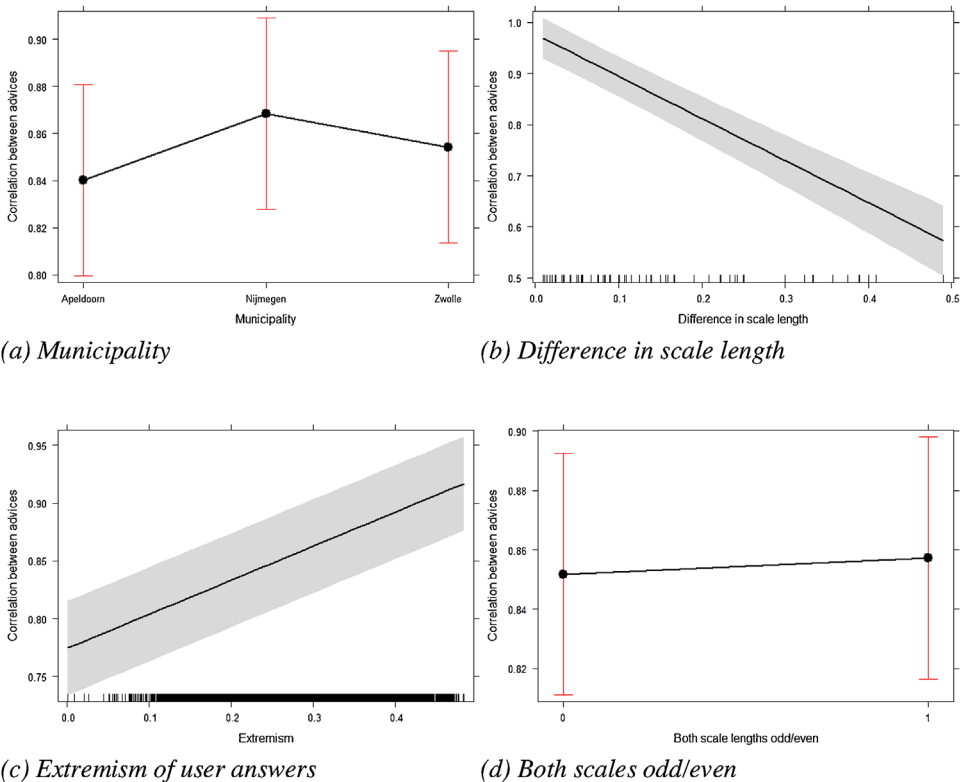 0.90
0.88
0.86
0.84
0.82
0.80
Correlation between advices
Apeldoorn Nijmegen Zwolle
Municipality
(a) Municipality
1.0
0.9
0.8
0.7
0.6
0.5
Correlation between advices
0.0 0.1 0.2 0.3 0.4 0.5
Difference in scale length
(b) Difference in scale length
0.95
0.90
0.85
0.80
0.75
Correlation between advices
0.0 0.1 0.2 0.3 0.4
Extremism
(c) Extremism of user answers
0.90
0.88
0.86
0.84
0.82
Correlation between advices
0 1
Both scale lengths odd/even
(d) Both scales odd/even